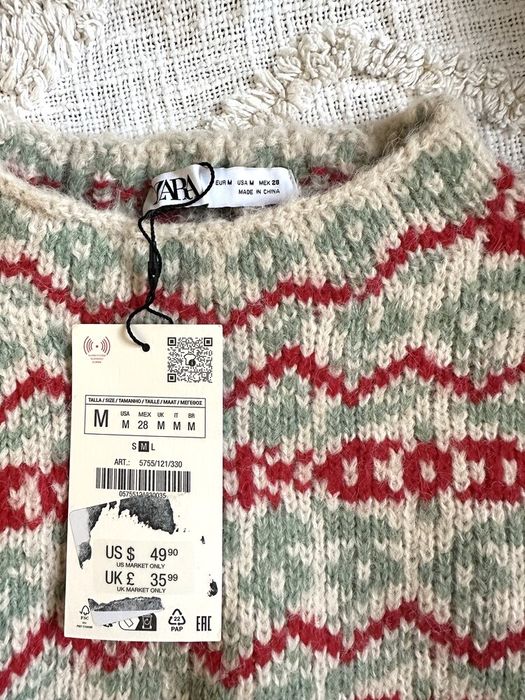 ZARA
EUR M USA M MEX 28
MADE IN CHINA
TALLA / SIZE / TAMANHO / TAILLE / MAAT / ΜΕΓΕΘΟΣ
M
USA MEX UK IT BR
M 28 M M M
S M L
ART.: 5755/121/330
US $ 49.90
US MARKET ONLY
UK £ 35.99
UK MARKET ONLY
FSC
22
PAP
EAC